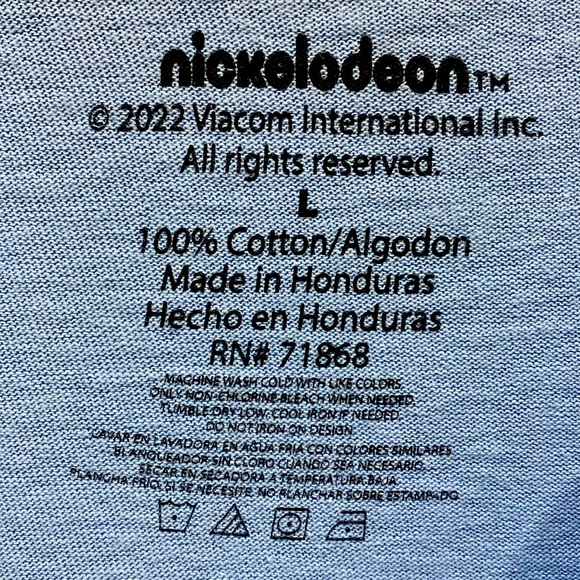 nickelodeon™
© 2022 Viacom International Inc.
All rights reserved.
L
100% Cotton/Algodon
Made in Honduras
Hecho en Honduras
RN# 71868
MACHINE WASH COLD WITH LIKE COLORS.
ONLY NON-CHLORINE BLEACH WHEN NEEDED.
TUMBLE DRY LOW. COOL IRON IF NEEDED.
DO NOT IRON ON DESIGN.
LAVAR EN LAVADORA EN AGUA FRIA CON COLORES SIMILARES.
BLANQUEADOR SIN CLORO CUANDO SEA NECESARIO.
SECAR EN SECADORA A TEMPERATURA BAJA.
PLANCHA FRIO, SI SE NECESITE. NO PLANCHAR SOBRE ESTAMPADO.